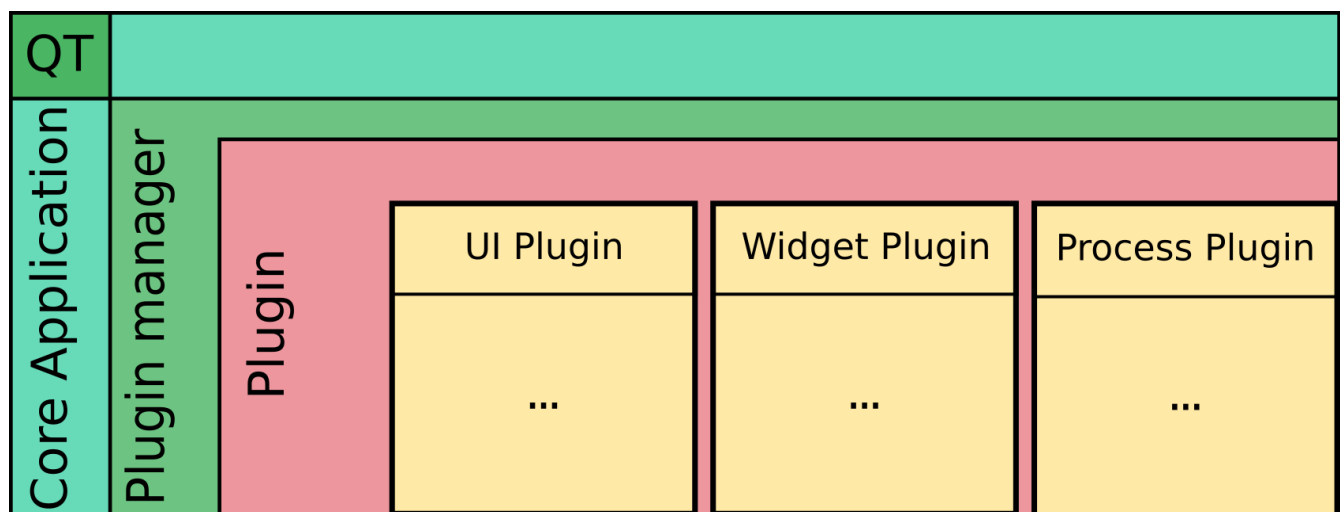 QT
Core Application
Plugin manager
Plugin
UI Plugin
Widget Plugin
Process Plugin
...
...
...